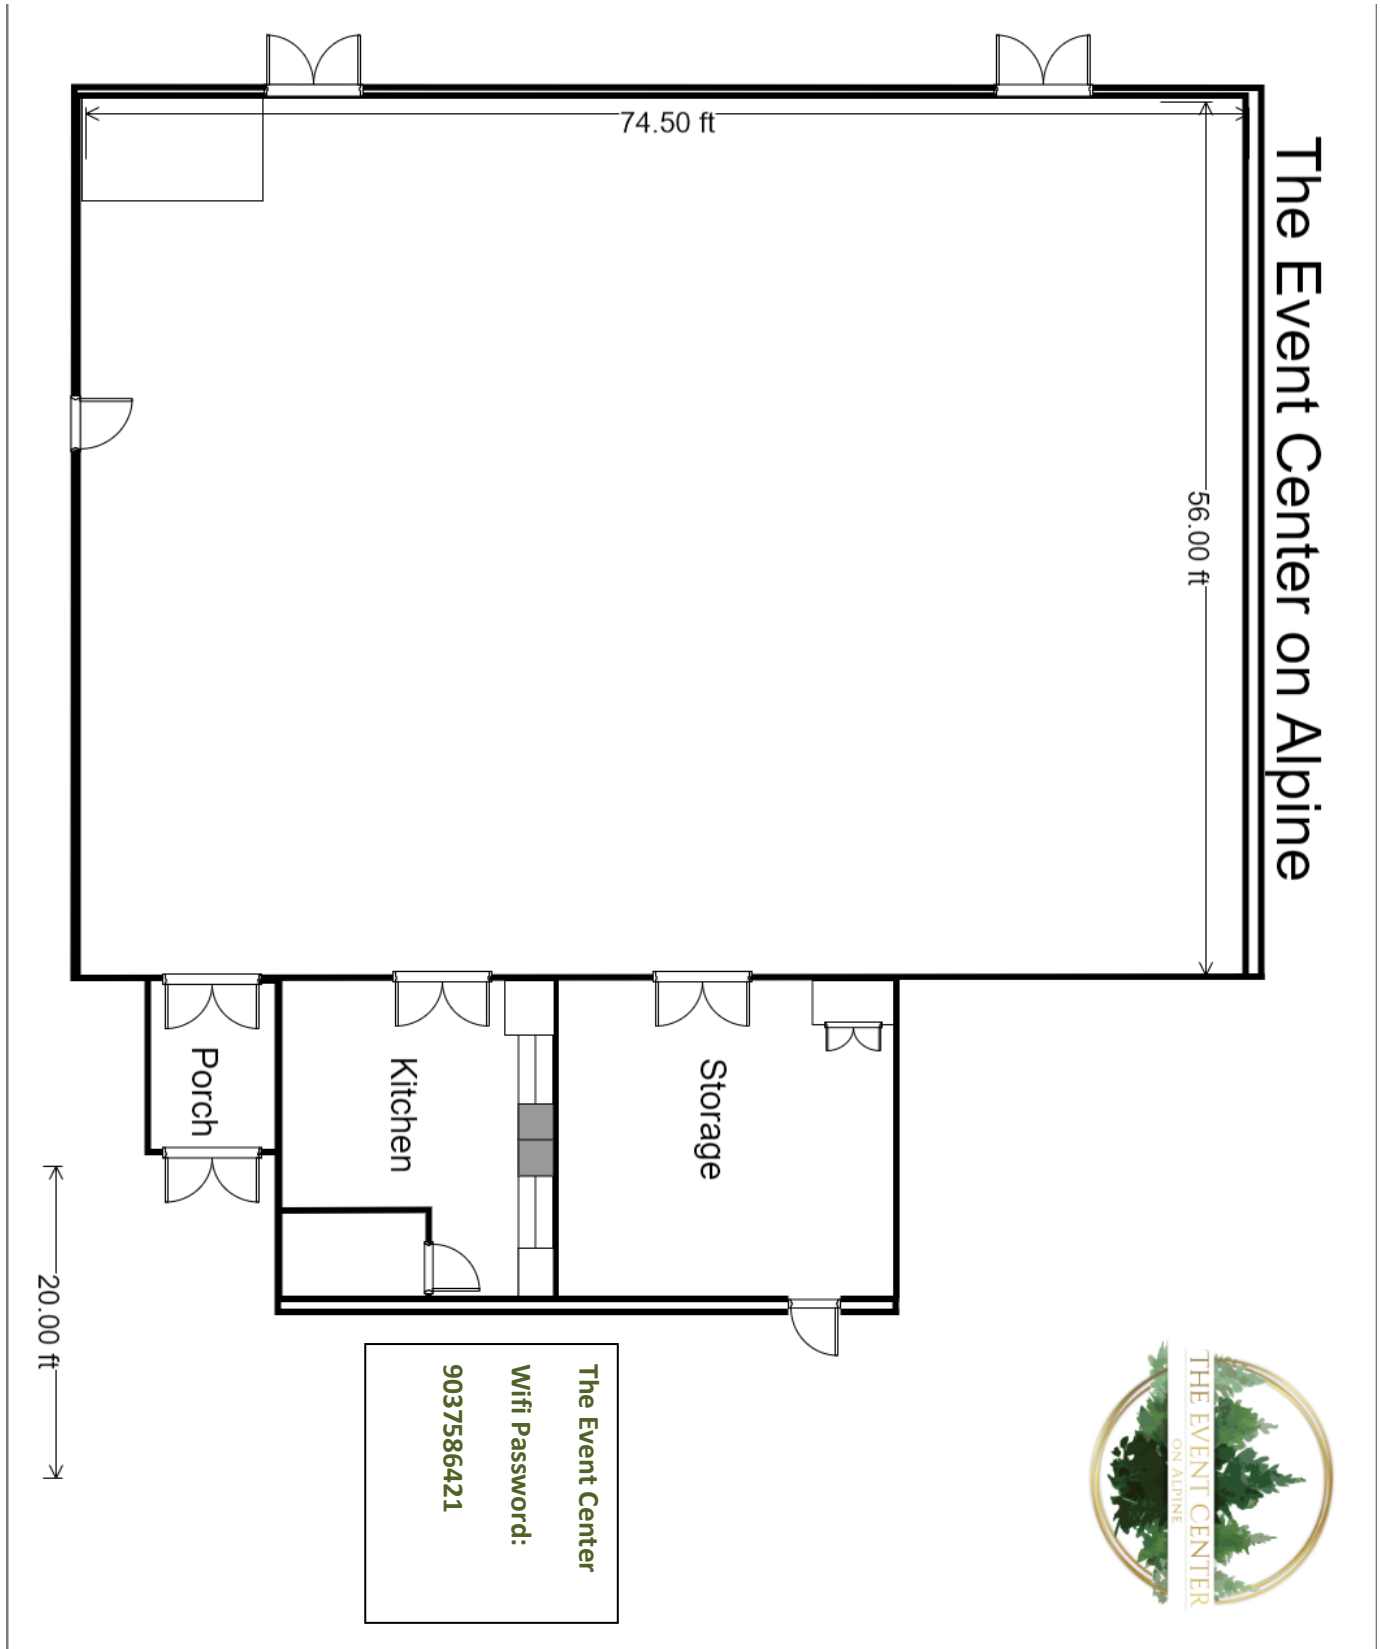 The Event Center on Alpine
74.50 ft
56.00 ft
Storage
Kitchen
Porch
20.00 ft
The Event Center
Wifi Password:
9037586421
THE EVENT CENTER
ON ALPINE